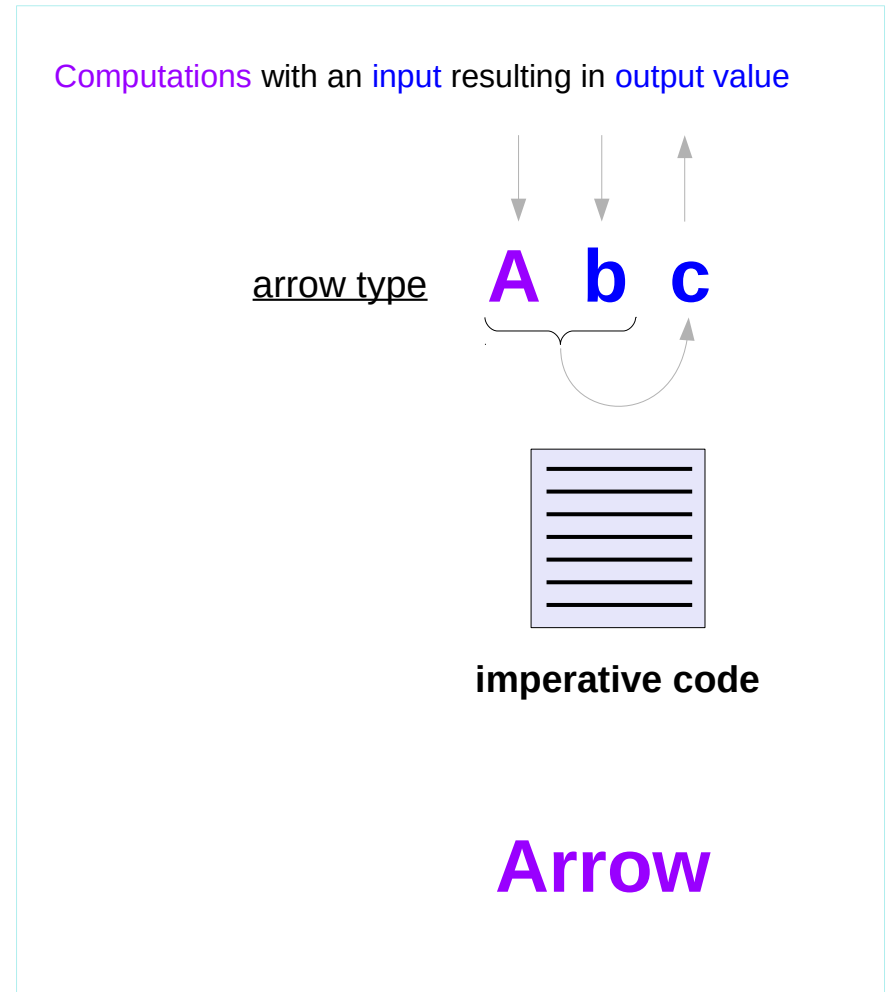 Computations with an input resulting in output value
arrow type A b c
imperative code
Arrow